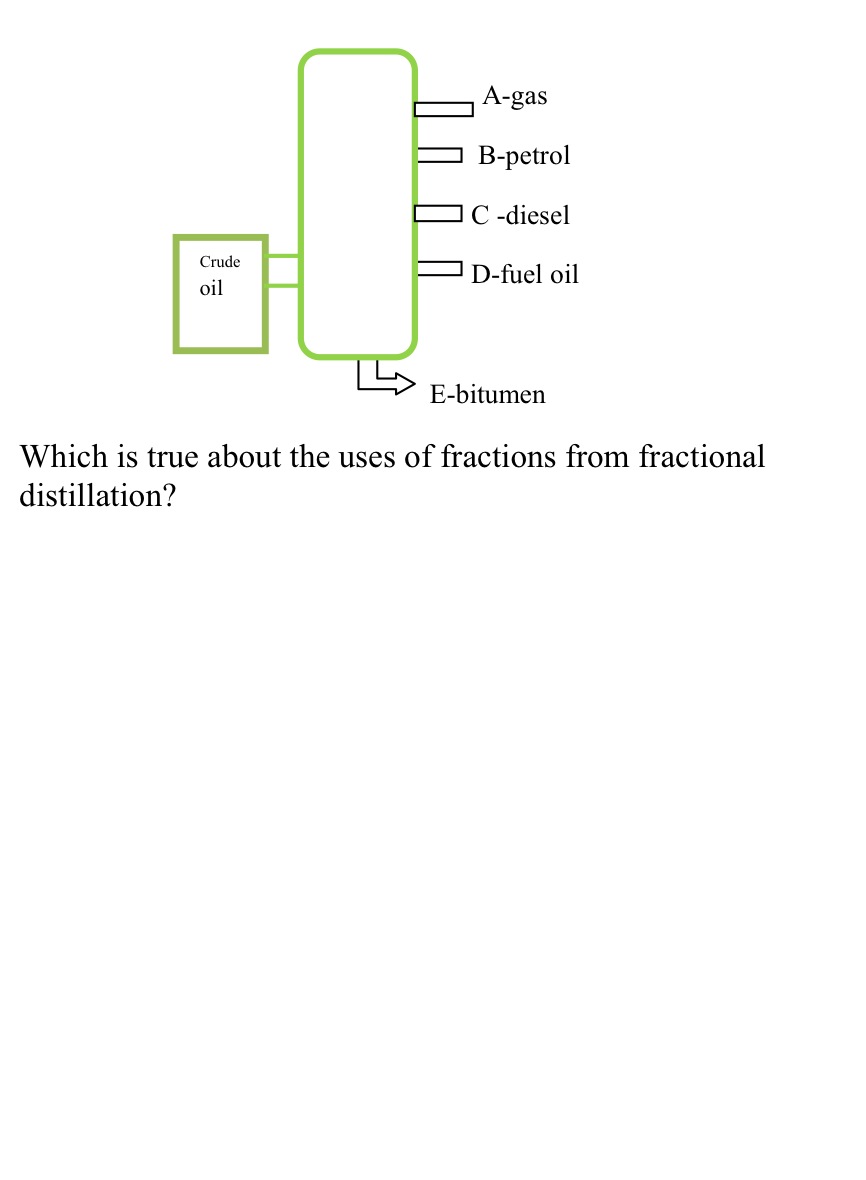 A-gas
B-petrol
C -diesel
Crude
oil
D-fuel oil
E-bitumen
Which is true about the uses of fractions from fractional
distillation?